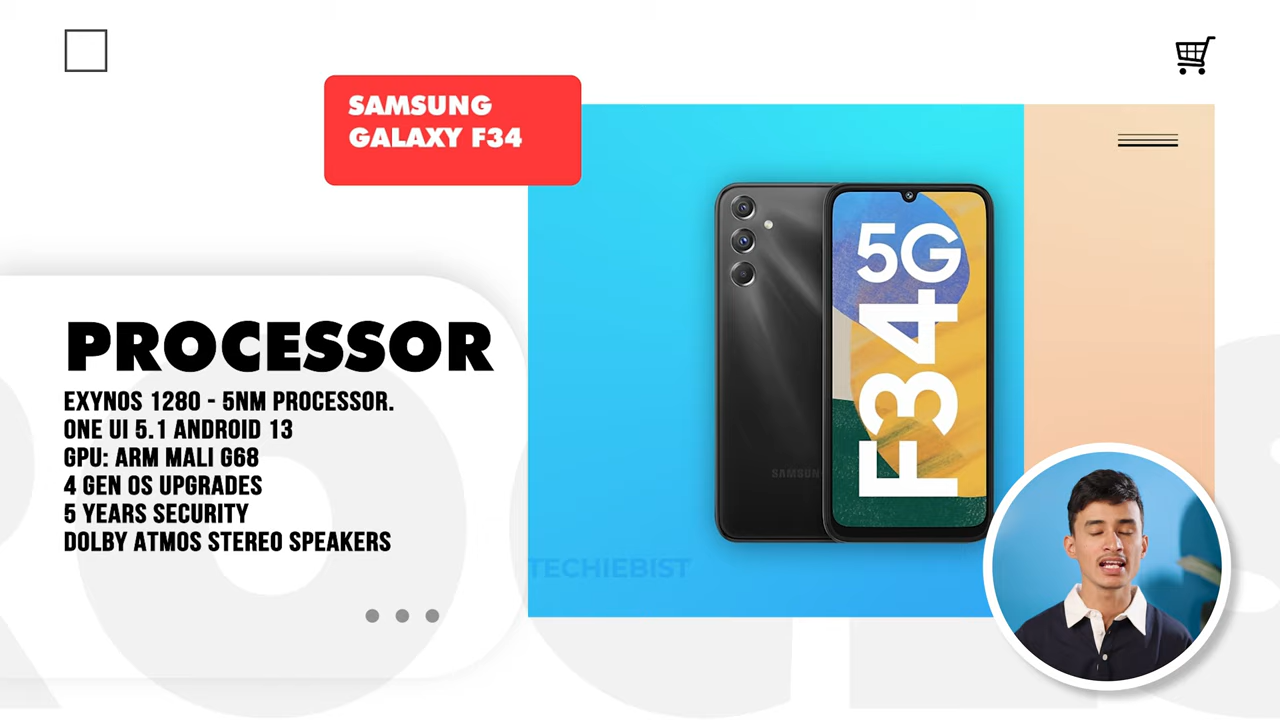 SAMSUNG
GALAXY F34
PROCESSOR
EXYNOS 1280 - 5NM PROCESSOR.
ONE UI 5.1 ANDROID 13
GPU: ARM MALI G68
4 GEN OS UPGRADES
5 YEARS SECURITY
DOLBY ATMOS STEREO SPEAKERS
5G
F34
SAMSUNG
TECHIEBIST